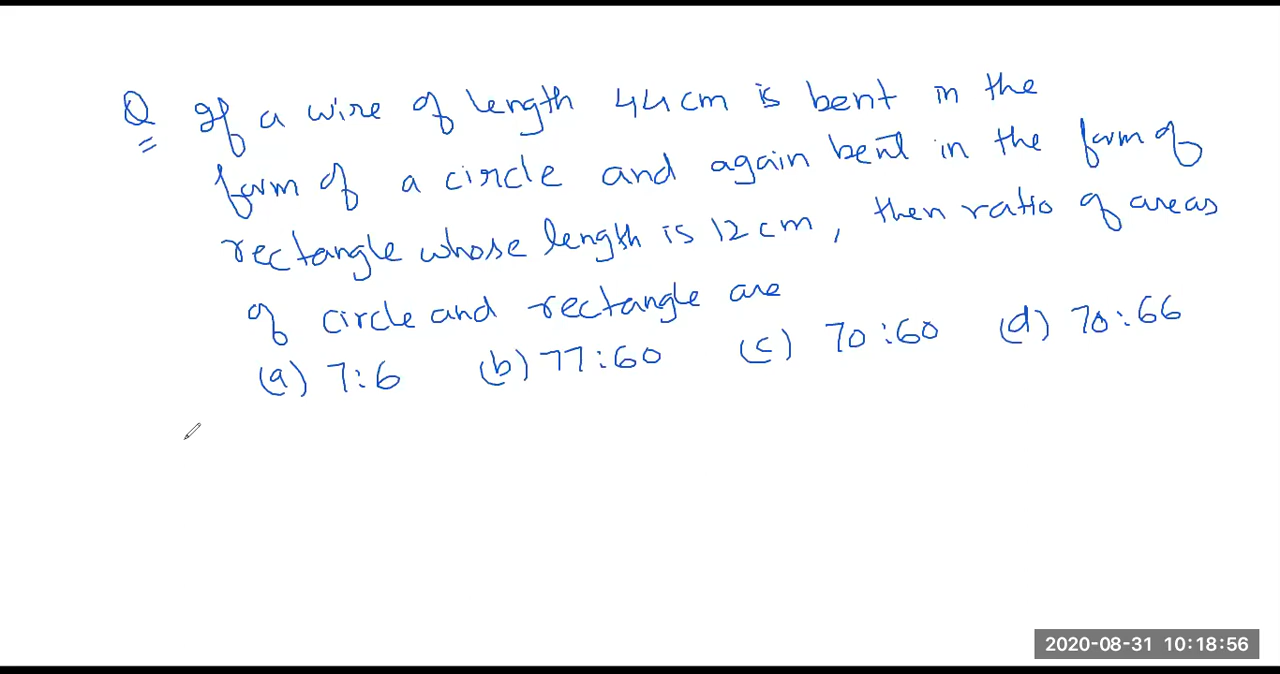 Q If a wire of length 44 cm is bent in the
form of a circle and again bent in the form of
rectangle whose length is 12 cm, then ratio of areas
of circle and rectangle are
(a) 7:6 (b) 77:60 (c) 70:60 (d) 70:66
2020-08-31 10:18:56